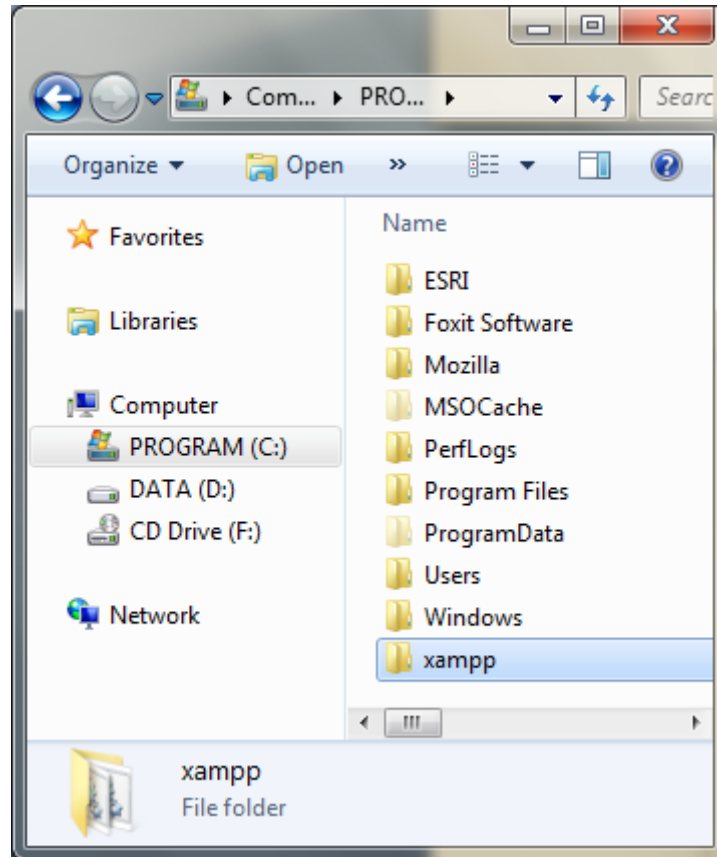 Com... PRO... Searc
Organize Open »
Favorites
Libraries
Computer
PROGRAM (C:)
DATA (D:)
CD Drive (F:)
Network
Name
ESRI
Foxit Software
Mozilla
MSOCache
PerfLogs
Program Files
ProgramData
Users
Windows
xampp
xampp
File folder